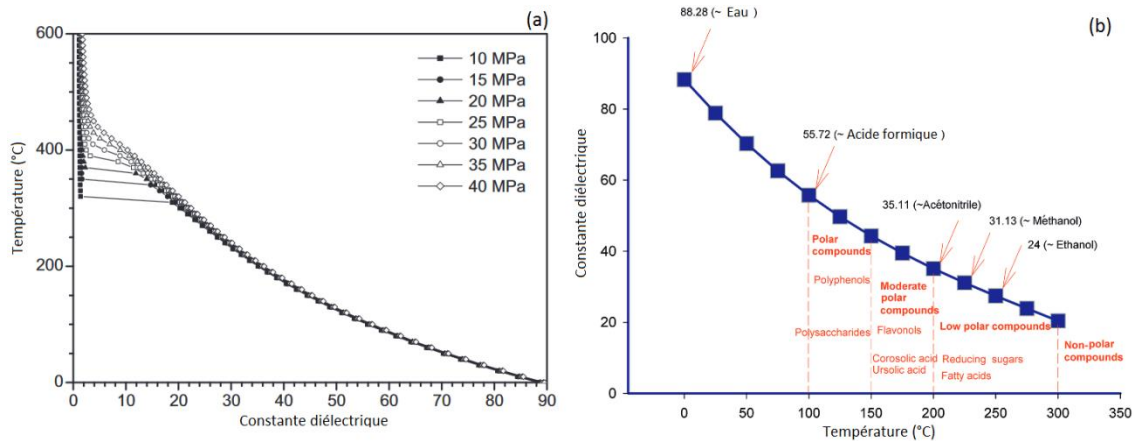 (a)
600
400
200
0
Température (°C)
10 MPa
15 MPa
20 MPa
25 MPa
30 MPa
35 MPa
40 MPa
0 10 20 30 40 50 60 70 80 90
Constante diélectrique
(b)
88.28 (~ Eau )
55.72 (~ Acide formique )
35.11 (~Acétonitrile)
31.13 (~ Méthanol)
24 (~ Ethanol)
100
80
60
40
20
0
Constante diélectrique
Polar
compounds
Polyphenols
Polysaccharides
Moderate
polar
compounds
Flavonols
Corosolic acid
Ursolic acid
Low polar compounds
Reducing sugars
Fatty acids
Non-polar
compounds
0 50 100 150 200 250 300 350
Température (°C)